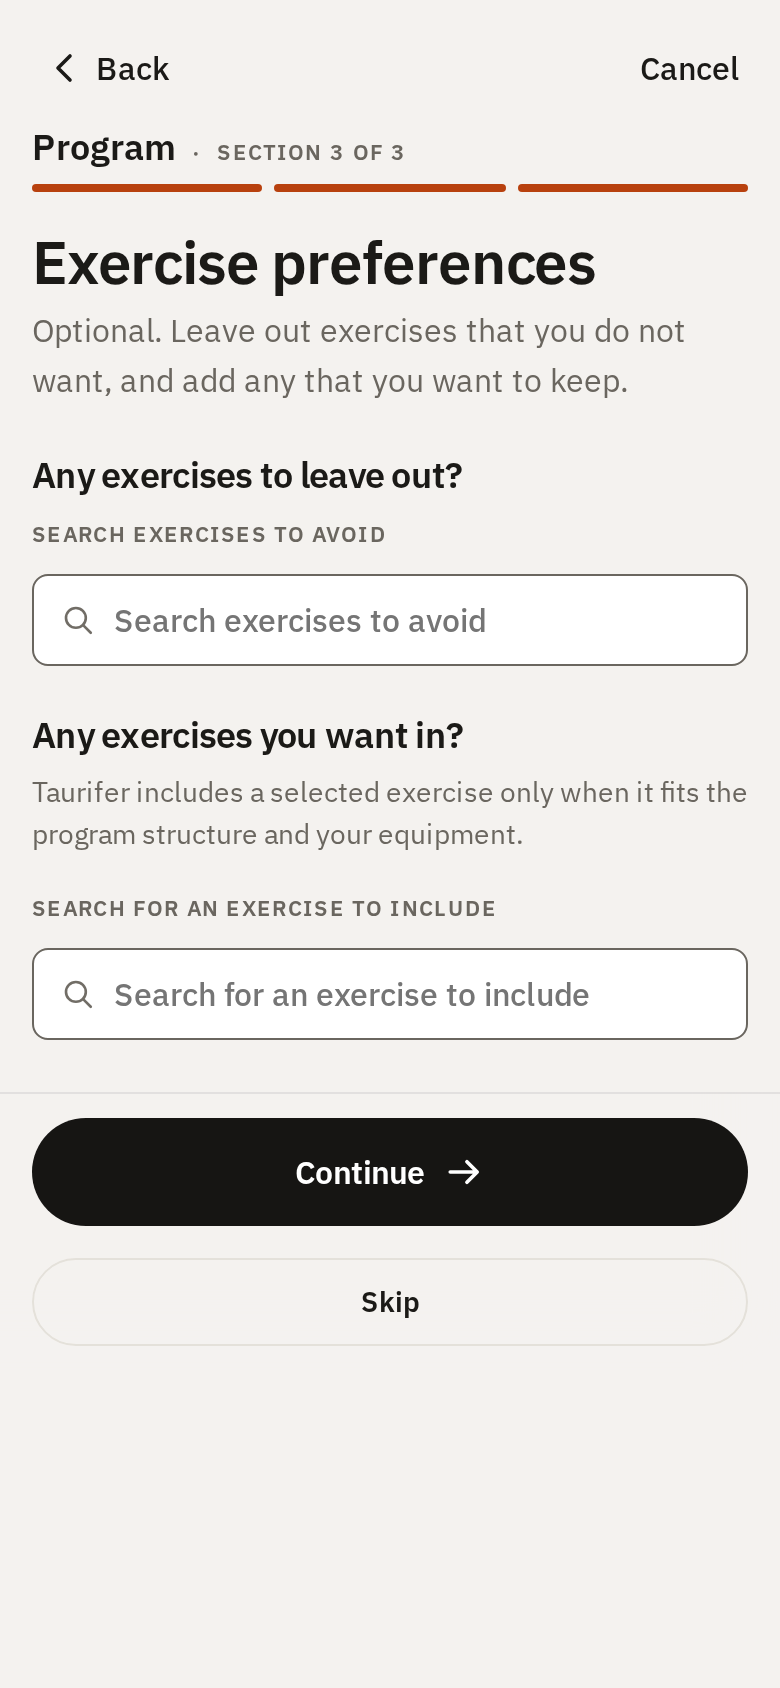 Back
Cancel
Program · SECTION 3 OF 3
Exercise preferences
Optional. Leave out exercises that you do not
want, and add any that you want to keep.
Any exercises to leave out?
SEARCH EXERCISES TO AVOID
Search exercises to avoid
Any exercises you want in?
Taurifer includes a selected exercise only when it fits the
program structure and your equipment.
SEARCH FOR AN EXERCISE TO INCLUDE
Search for an exercise to include
Continue
Skip